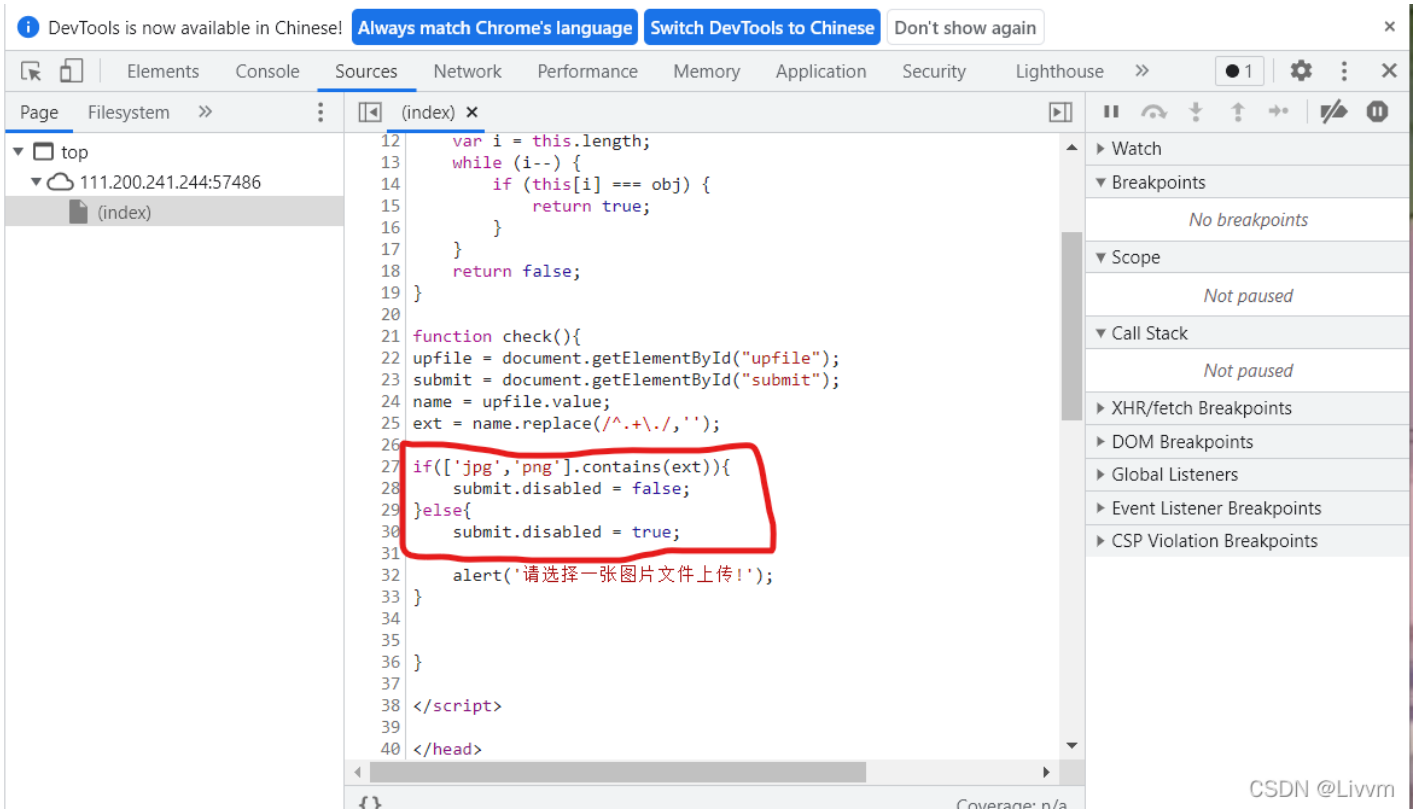 DevTools is now available in Chinese! Always match Chrome's language Switch DevTools to Chinese Don't show again ×
Elements Console Sources Network Performance Memory Application Security Lighthouse » 1
Page Filesystem » (index) ×
top
111.200.241.244:57486
(index)
12 var i = this.length;
13 while (i--) {
14 if (this[i] === obj) {
15 return true;
16 }
17 }
18 return false;
19 }
20
21 function check(){
22 upfile = document.getElementById("upfile");
23 submit = document.getElementById("submit");
24 name = upfile.value;
25 ext = name.replace(/^.+\./,'');
26
27 if(['jpg','png'].contains(ext)){
28 submit.disabled = false;
29 }else{
30 submit.disabled = true;
31
32 alert('请选择一张图片文件上传!');
33 }
34
35
36 }
37
38 </script>
39
40 </head>
{} Coverage: n/a
Watch
Breakpoints
No breakpoints
Scope
Not paused
Call Stack
Not paused
XHR/fetch Breakpoints
DOM Breakpoints
Global Listeners
Event Listener Breakpoints
CSP Violation Breakpoints
CSDN @Livvm